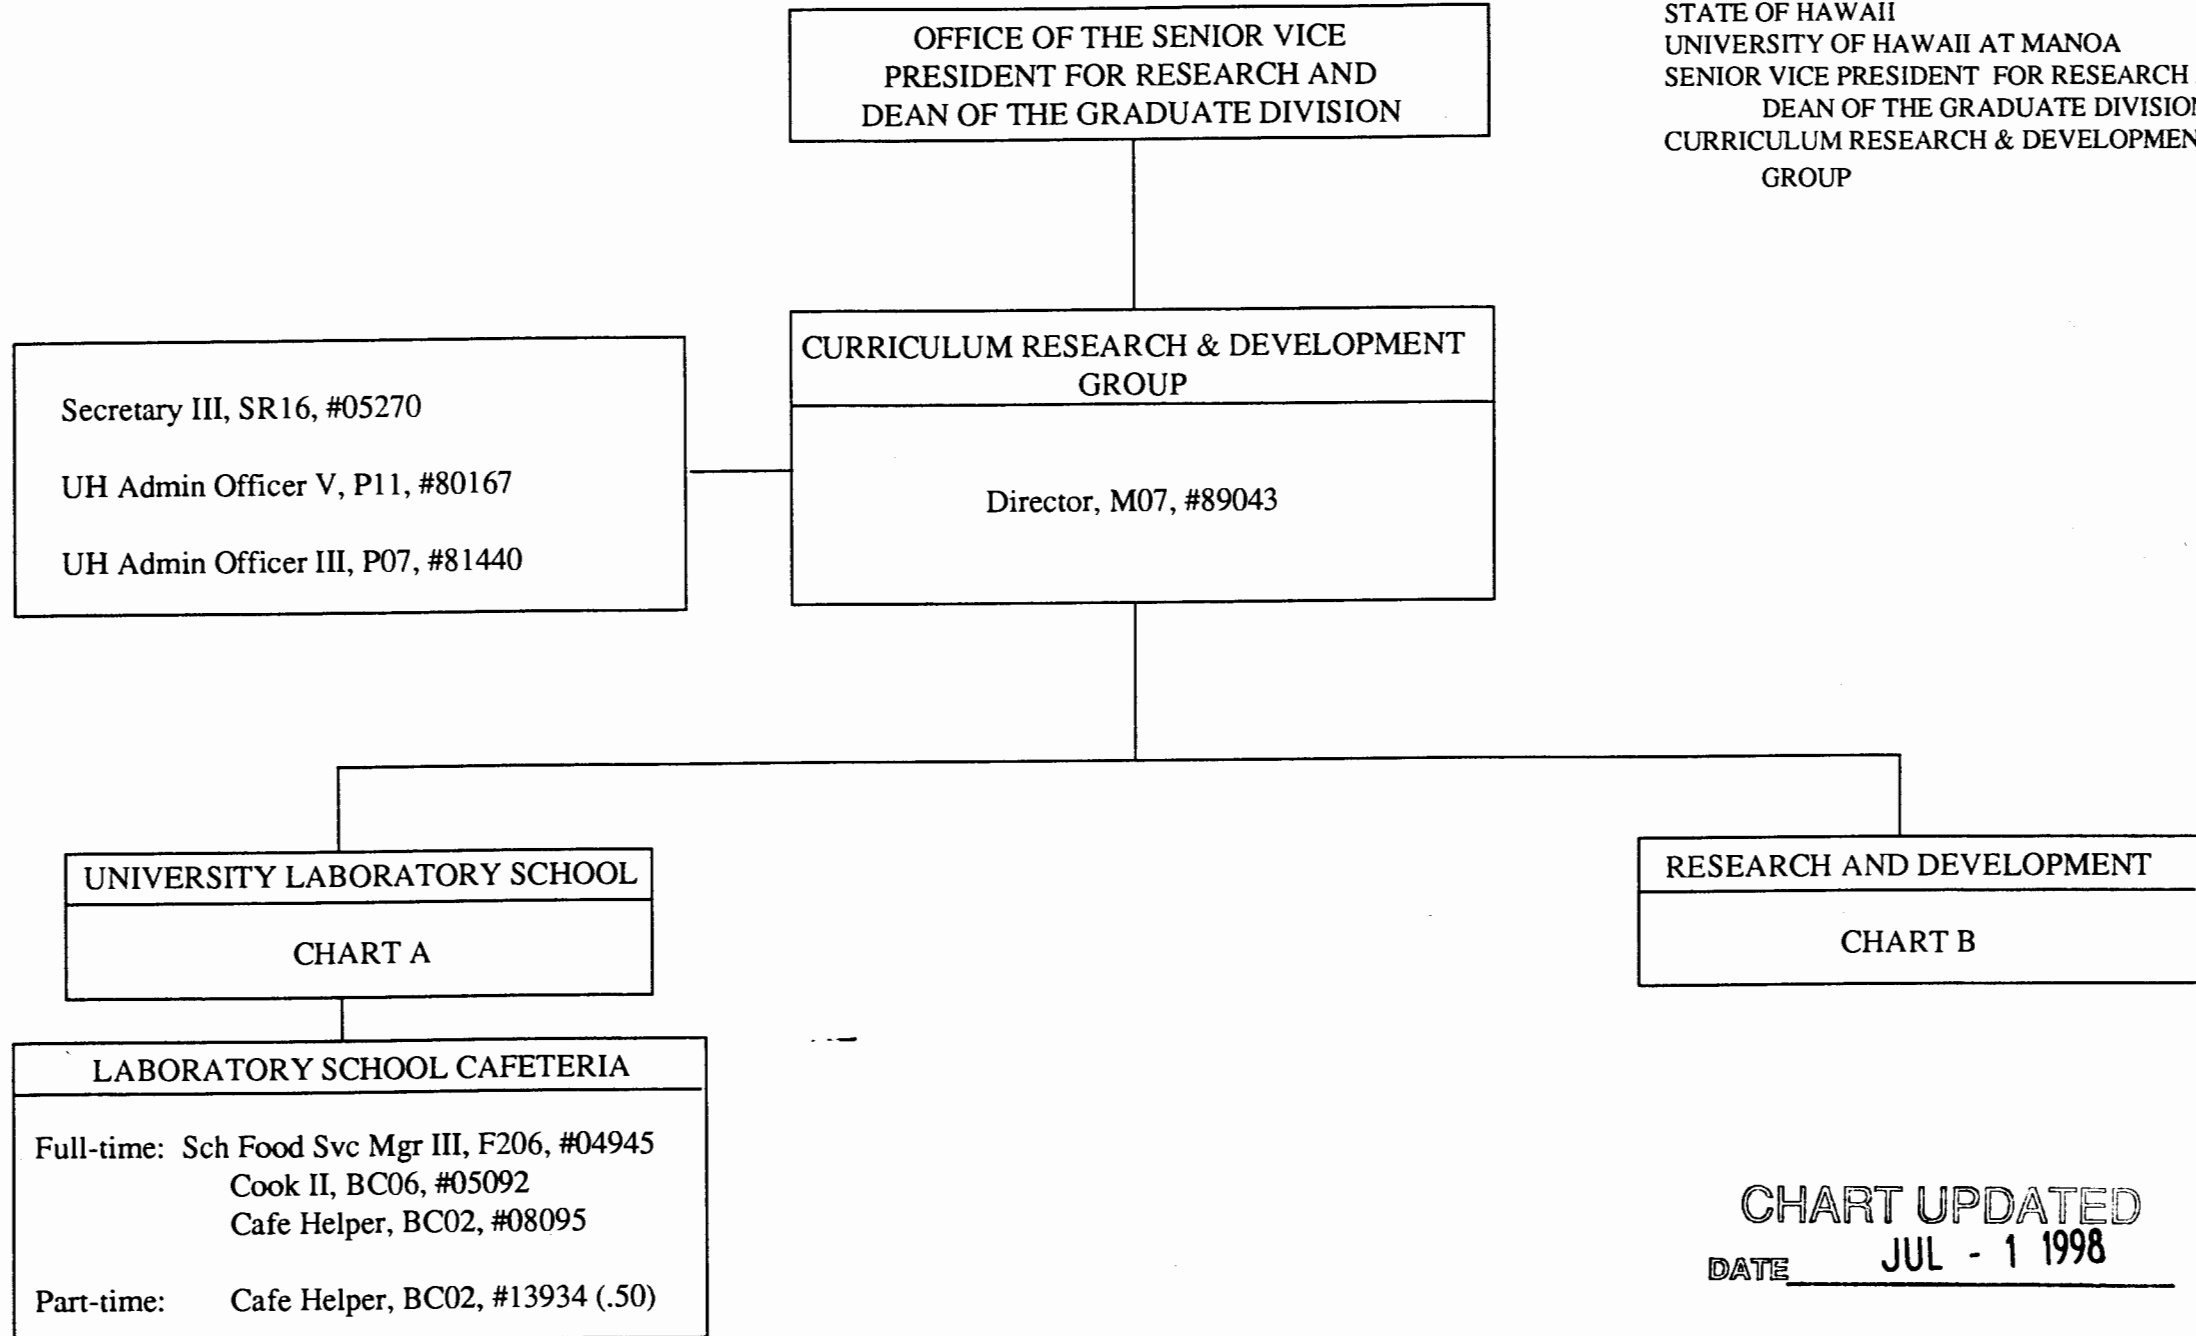 OFFICE OF THE SENIOR VICE
PRESIDENT FOR RESEARCH AND
DEAN OF THE GRADUATE DIVISION
STATE OF HAWAII
UNIVERSITY OF HAWAII AT MANOA
SENIOR VICE PRESIDENT FOR RESEARCH
DEAN OF THE GRADUATE DIVISION
CURRICULUM RESEARCH & DEVELOPMEN
GROUP
Secretary III, SR16, #05270
UH Admin Officer V, P11, #80167
UH Admin Officer III, P07, #81440
CURRICULUM RESEARCH & DEVELOPMENT
GROUP
Director, M07, #89043
UNIVERSITY LABORATORY SCHOOL
CHART A
RESEARCH AND DEVELOPMENT
CHART B
LABORATORY SCHOOL CAFETERIA
Full-time: Sch Food Svc Mgr III, F206, #04945
Cook II, BC06, #05092
Cafe Helper, BC02, #08095
Part-time: Cafe Helper, BC02, #13934 (.50)
CHART UPDATED
DATE JUL - 1 1998